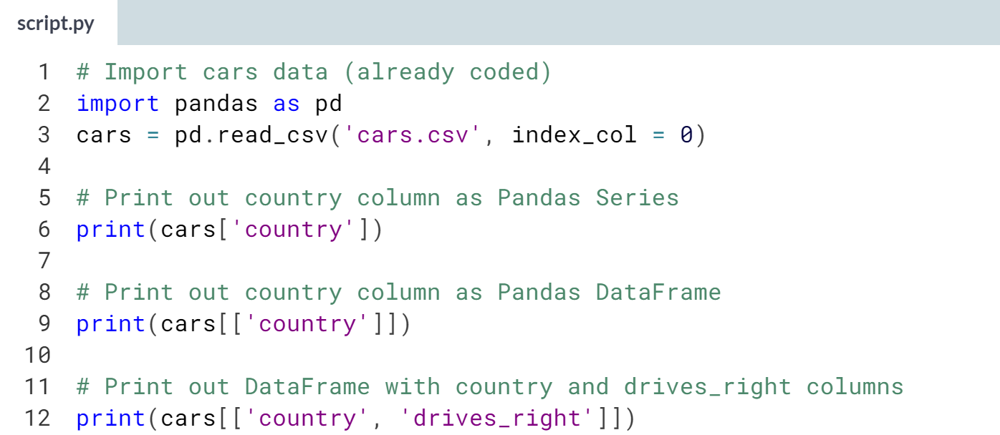 script.py
1 # Import cars data (already coded)
2 import pandas as pd
3 cars = pd.read_csv('cars.csv', index_col = 0)
4
5 # Print out country column as Pandas Series
6 print(cars['country'])
7
8 # Print out country column as Pandas DataFrame
9 print(cars[['country']])
10
11 # Print out DataFrame with country and drives_right columns
12 print(cars[['country', 'drives_right']])